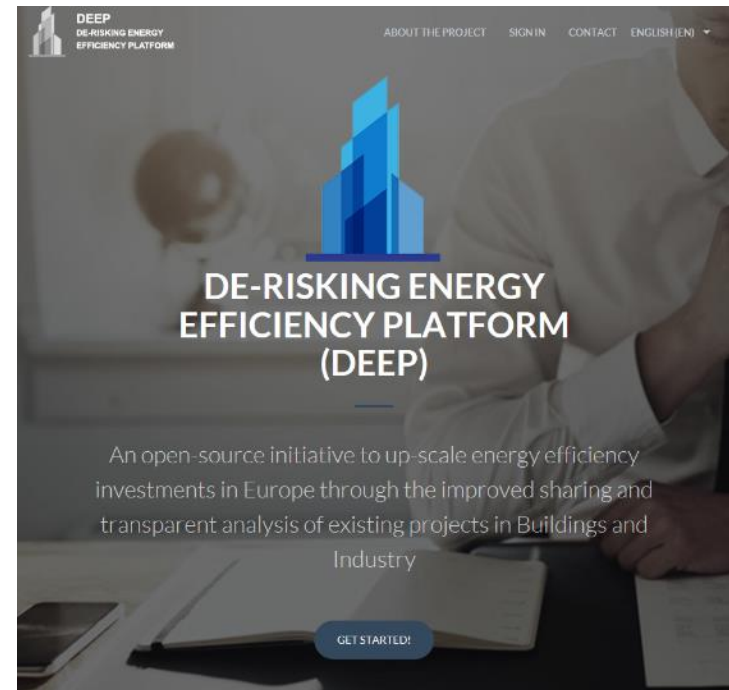 DEEP
DE-RISKING ENERGY
EFFICIENCY PLATFORM
ABOUT THE PROJECT SIGN IN CONTACT ENGLISH (EN)
DE-RISKING ENERGY
EFFICIENCY PLATFORM
(DEEP)
An open-source initiative to up-scale energy efficiency
investments in Europe through the improved sharing and
transparent analysis of existing projects in Buildings and
Industry
GET STARTED!